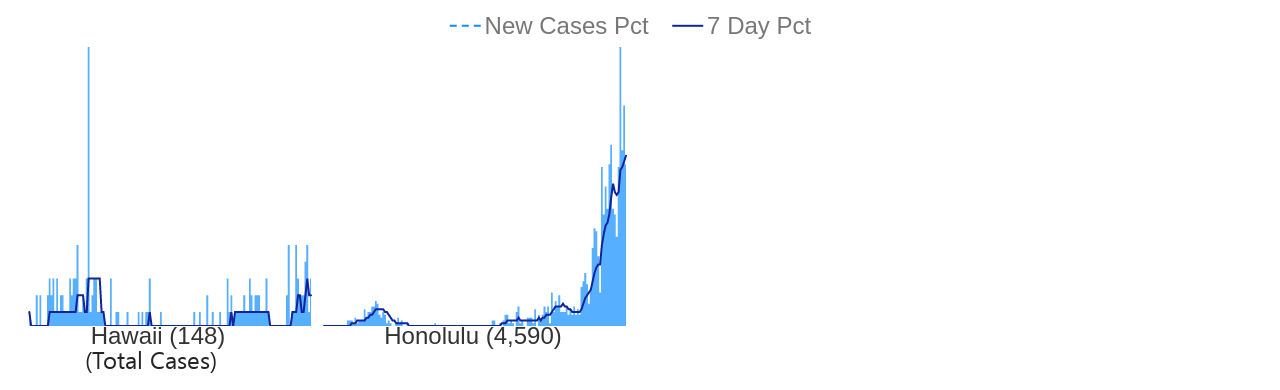 New Cases Pct 7 Day Pct
Hawaii (148) Honolulu (4,590)
(Total Cases)